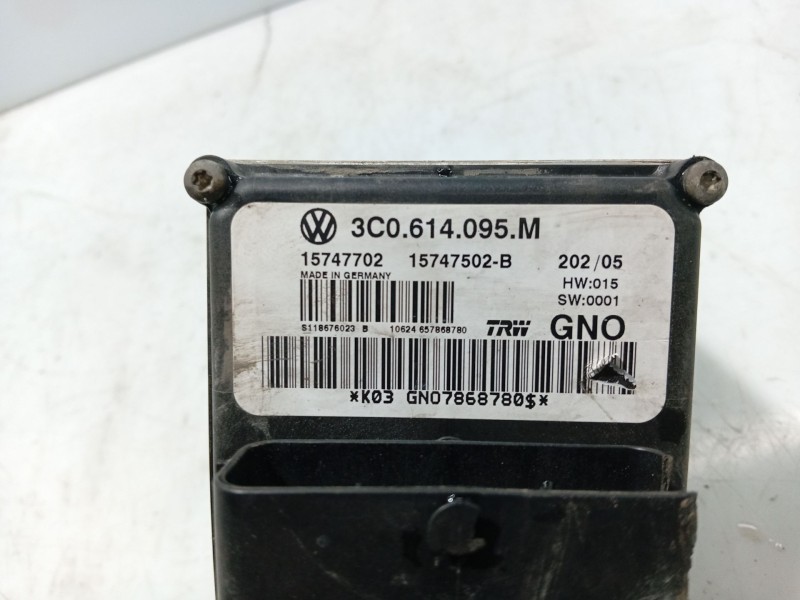 3C0.614.095.M
15747702 15747502-B 202/05
MADE IN GERMANY
HW:015
SW:0001
S118676023 B 10624 657868780
TRW GNO
*K03 GNO7868780$*